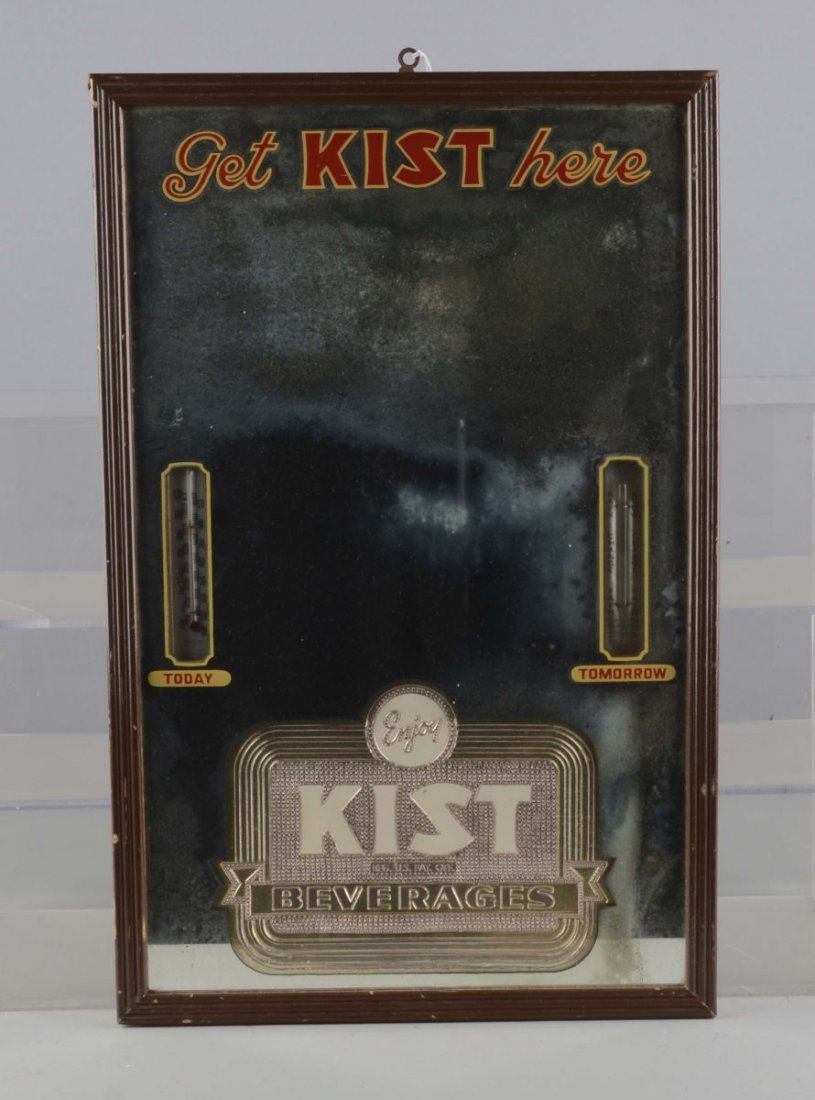 Get KIST here
TODAY
TOMORROW
Enjoy
KIST
BEVERAGES